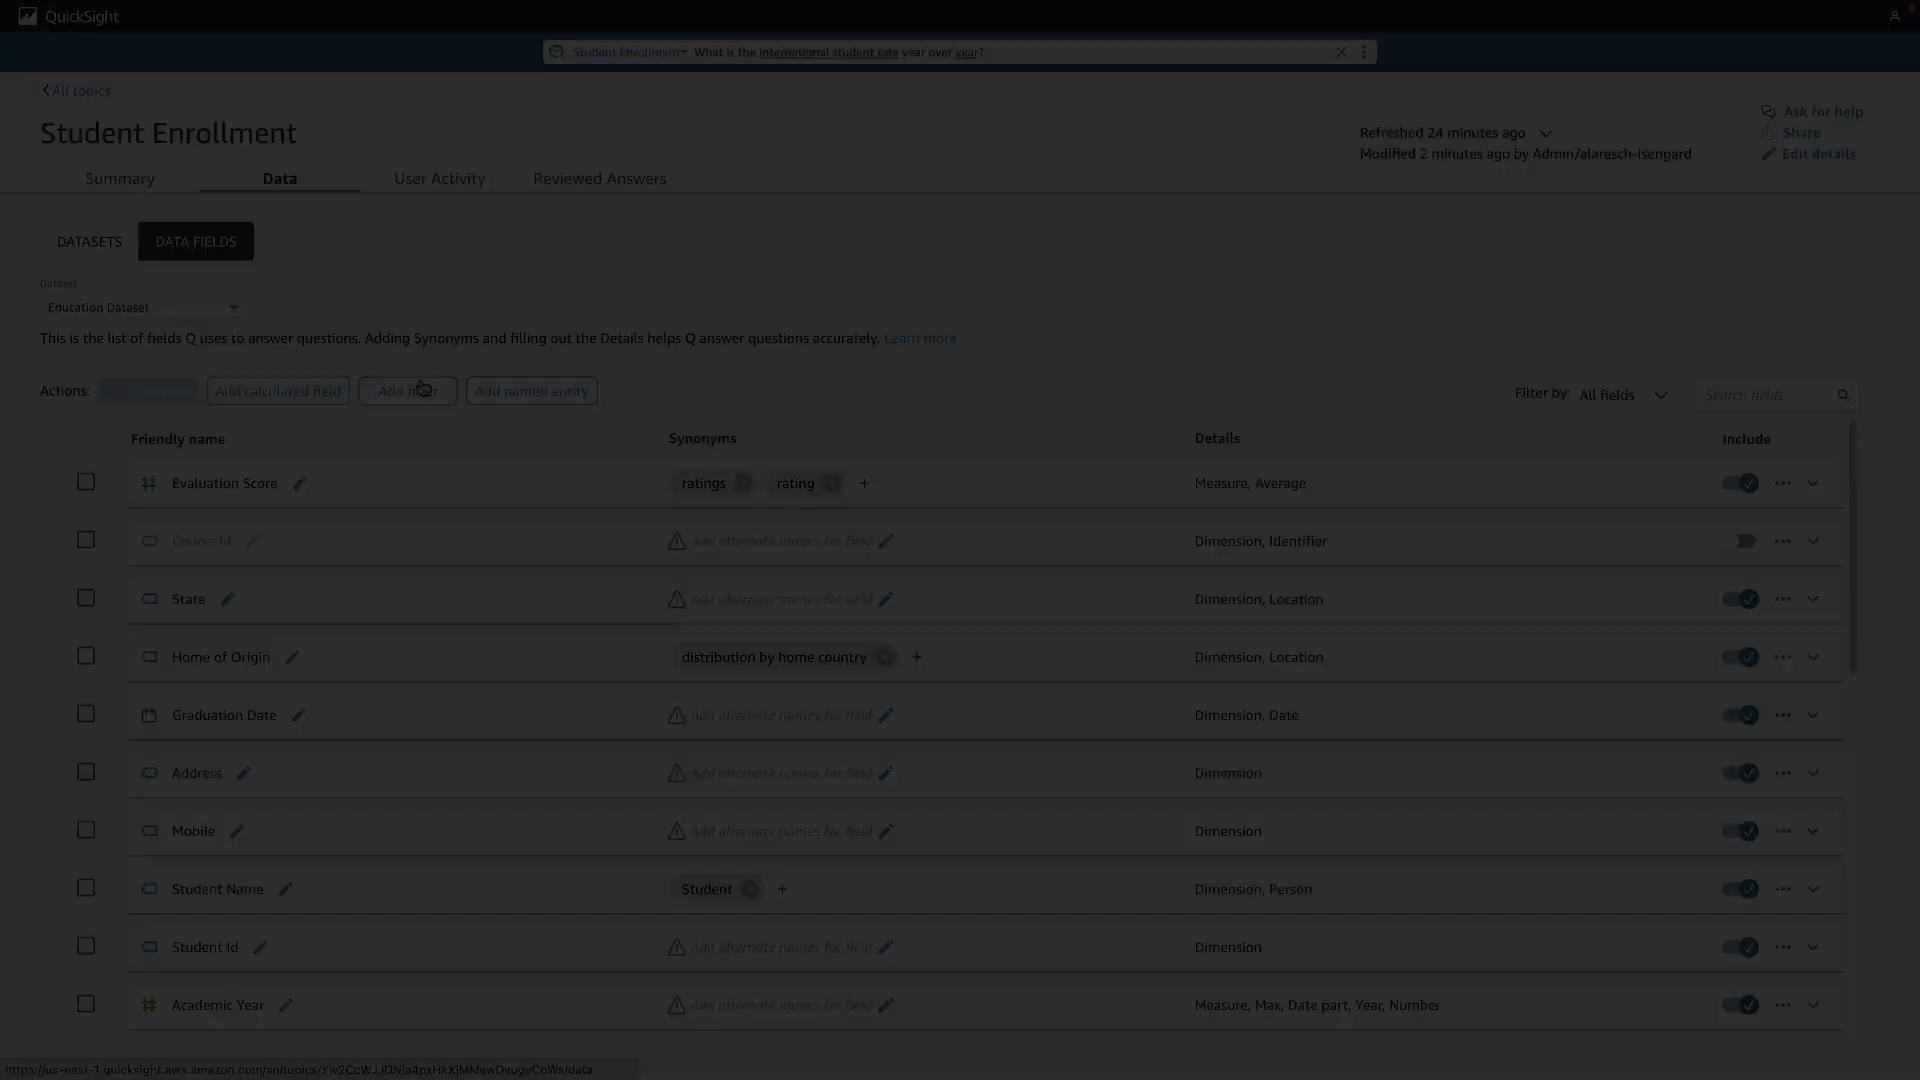 QuickSight
Student Enrollment What is the international student rate year over year?
All topics
Student Enrollment
Refreshed 24 minutes ago
Modified 2 minutes ago by Admin/alaresch-Isengard
Ask for help
Share
Edit details
Summary Data User Activity Reviewed Answers
DATASETS DATA FIELDS
Dataset
Education Dataset
This is the list of fields Q uses to answer questions. Adding Synonyms and filling out the Details helps Q answer questions accurately. Learn more
Actions: Add calculated field Add Add named entity Filter by: All fields Search fields
Friendly name Synonyms Details Include
Evaluation Score ratings rating + Measure, Average
Course Id Add alternate names for field Dimension, Identifier
State Add alternate names for field Dimension, Location
Home of Origin distribution by home country + Dimension, Location
Graduation Date Add alternate names for field Dimension, Date
Address Add alternate names for field Dimension
Mobile Add alternate names for field Dimension
Student Name Student + Dimension, Person
Student Id Add alternate names for field Dimension
Academic Year Add alternate names for field Measure, Max, Date part, Year, Number